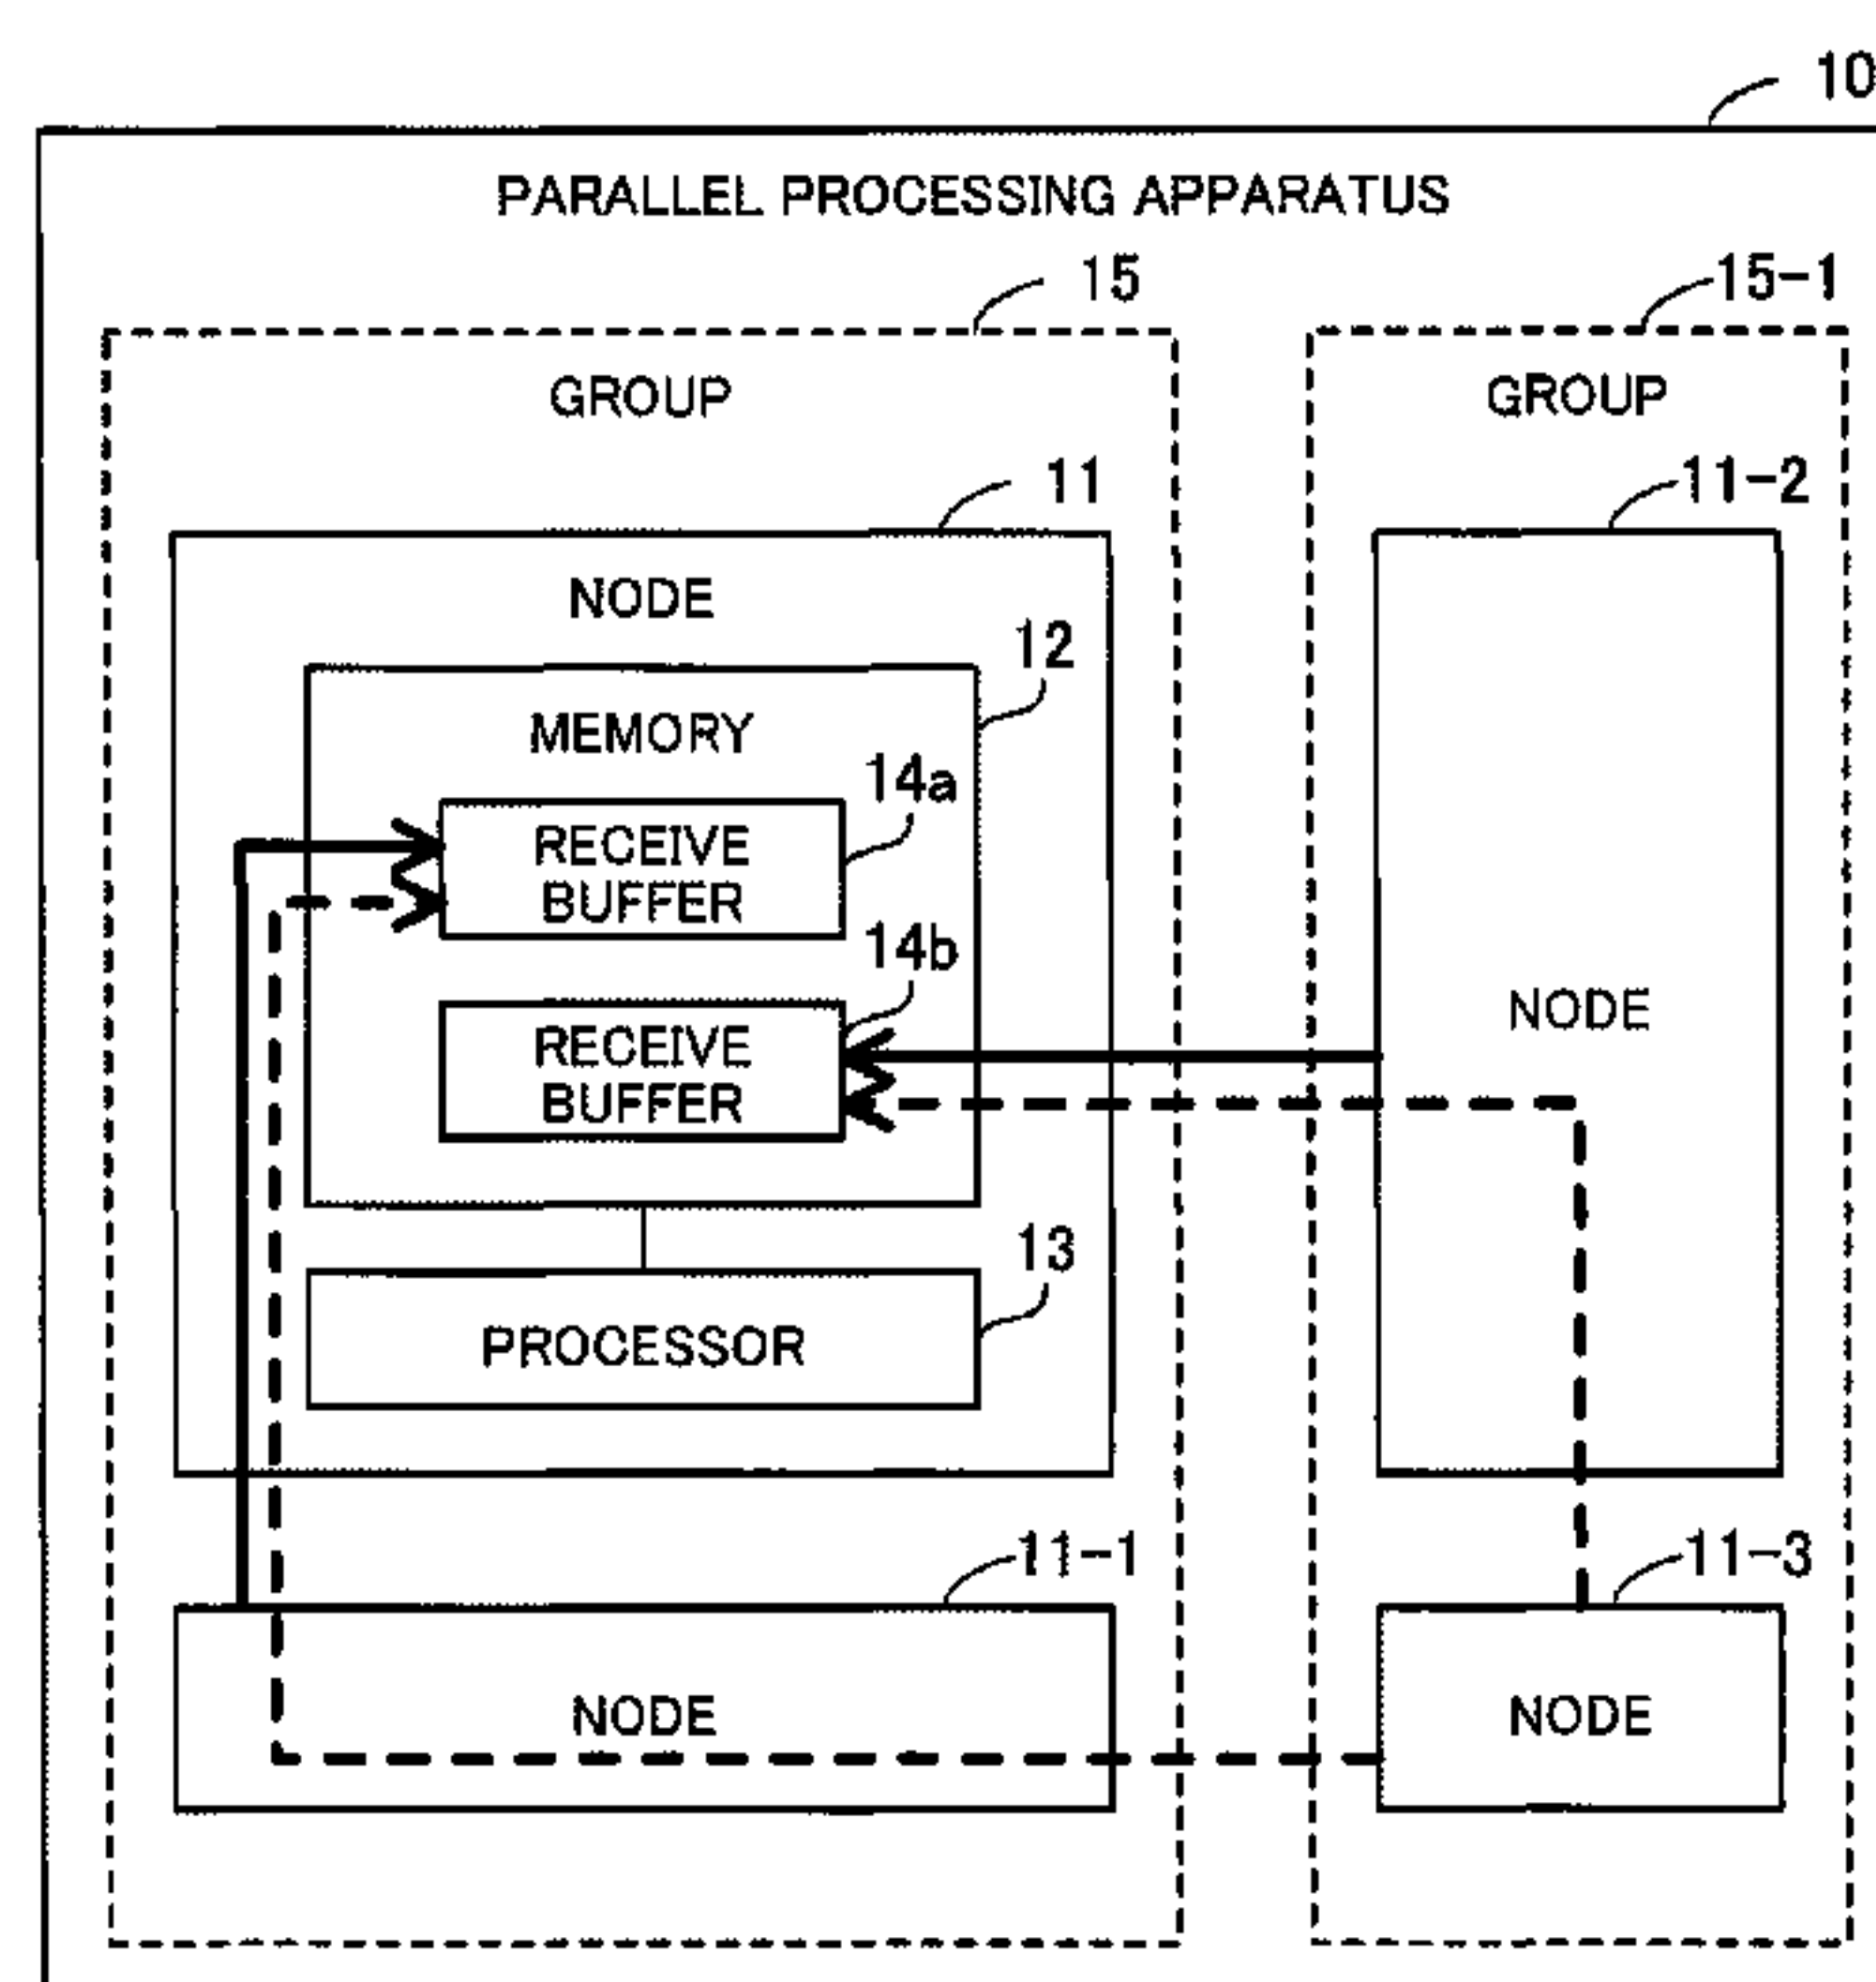 10
PARALLEL PROCESSING APPARATUS
15
15-1
GROUP
GROUP
11
11-2
NODE
12
MEMORY
14a
RECEIVE
BUFFER
14b
RECEIVE
BUFFER
NODE
13
PROCESSOR
11-1
11-3
NODE
NODE